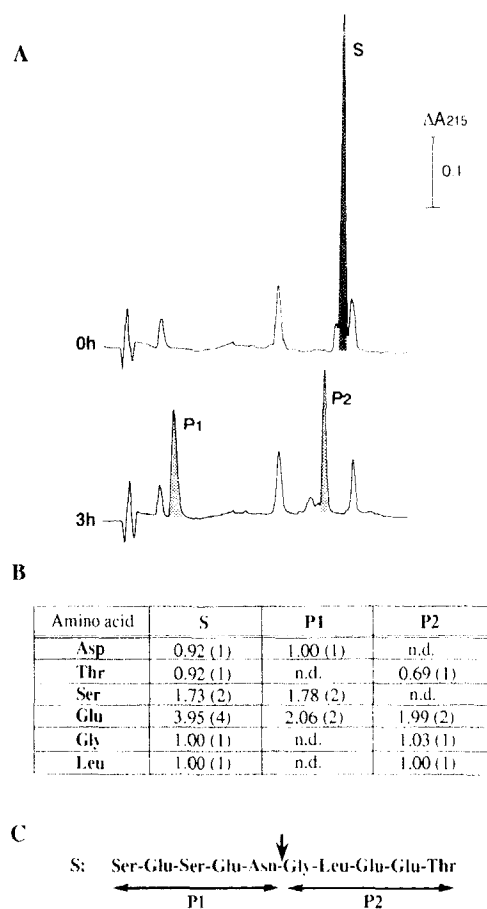 A
S
ΔA215
0.1
0h
P1
P2
3h
B
Amino acid S P1 P2
Asp 0.92 (1) 1.00 (1) n.d.
Thr 0.92 (1) n.d. 0.69 (1)
Ser 1.73 (2) 1.78 (2) n.d.
Glu 3.95 (4) 2.06 (2) 1.99 (2)
Gly 1.00 (1) n.d. 1.03 (1)
Leu 1.00 (1) n.d. 1.00 (1)
C
S: Ser-Glu-Ser-Glu-Asn-Gly-Leu-Glu-Glu-Thr
P1 P2